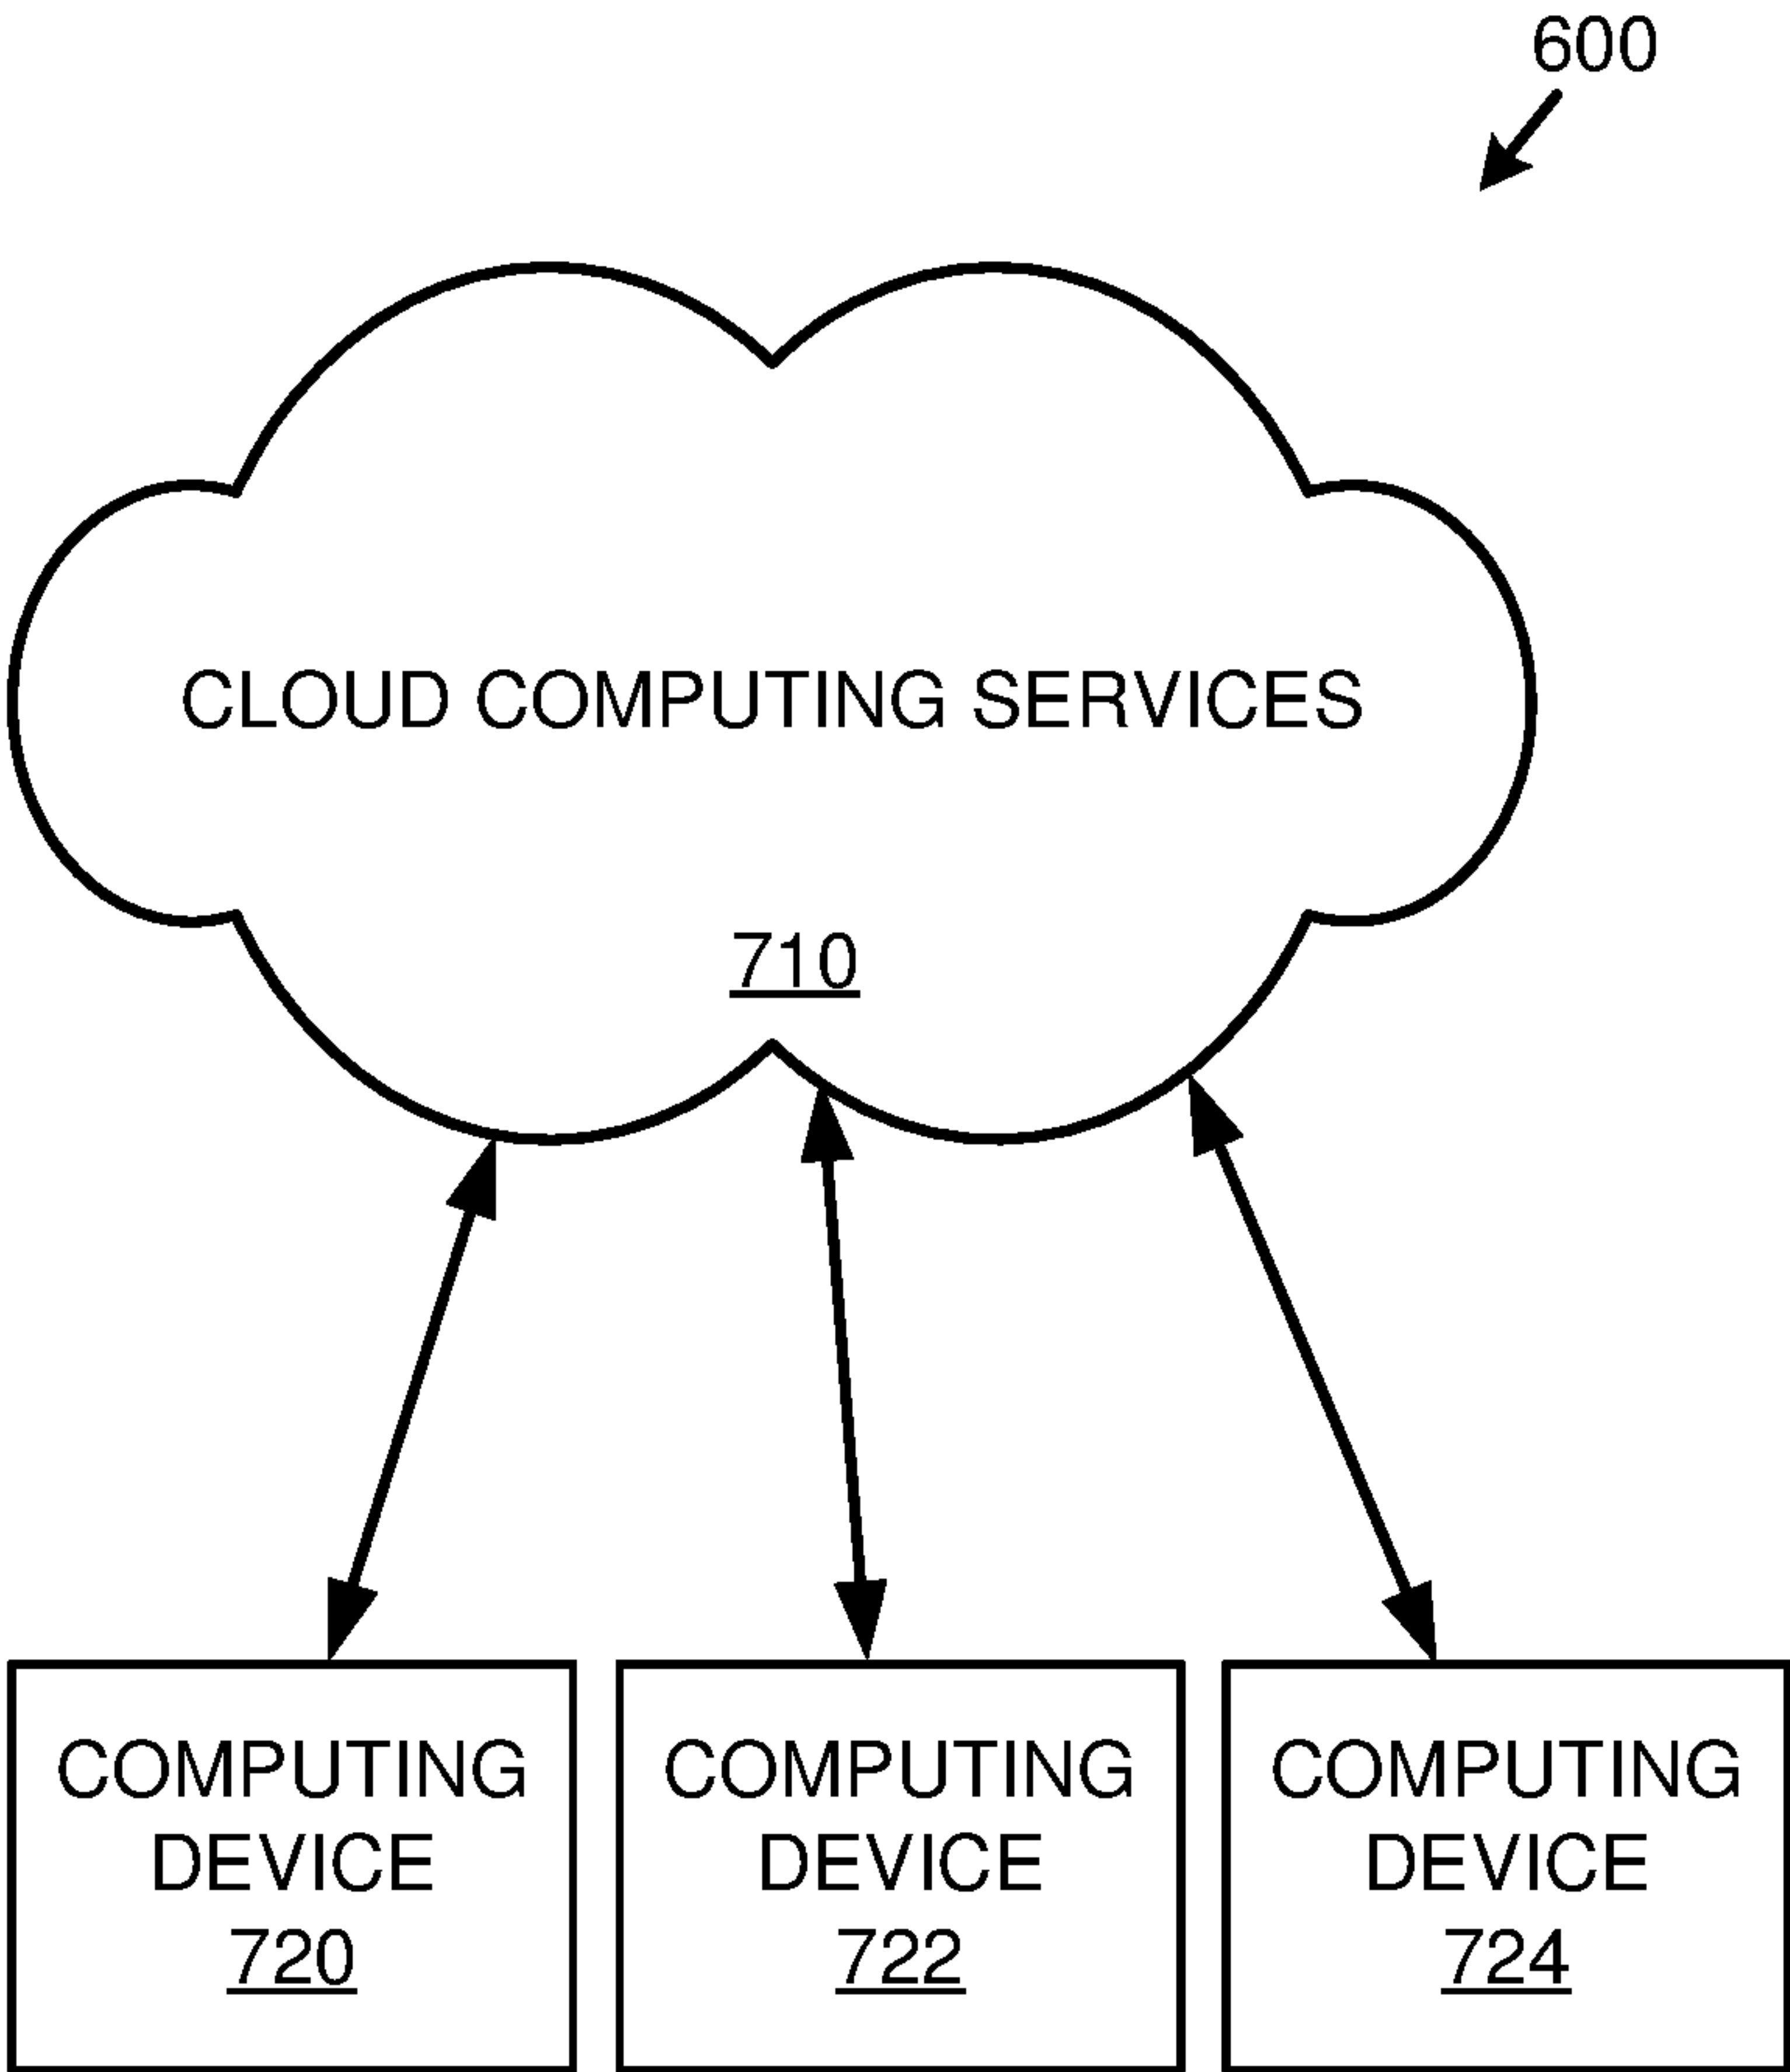 600
CLOUD COMPUTING SERVICES
710
COMPUTING
DEVICE
720
COMPUTING
DEVICE
722
COMPUTING
DEVICE
724